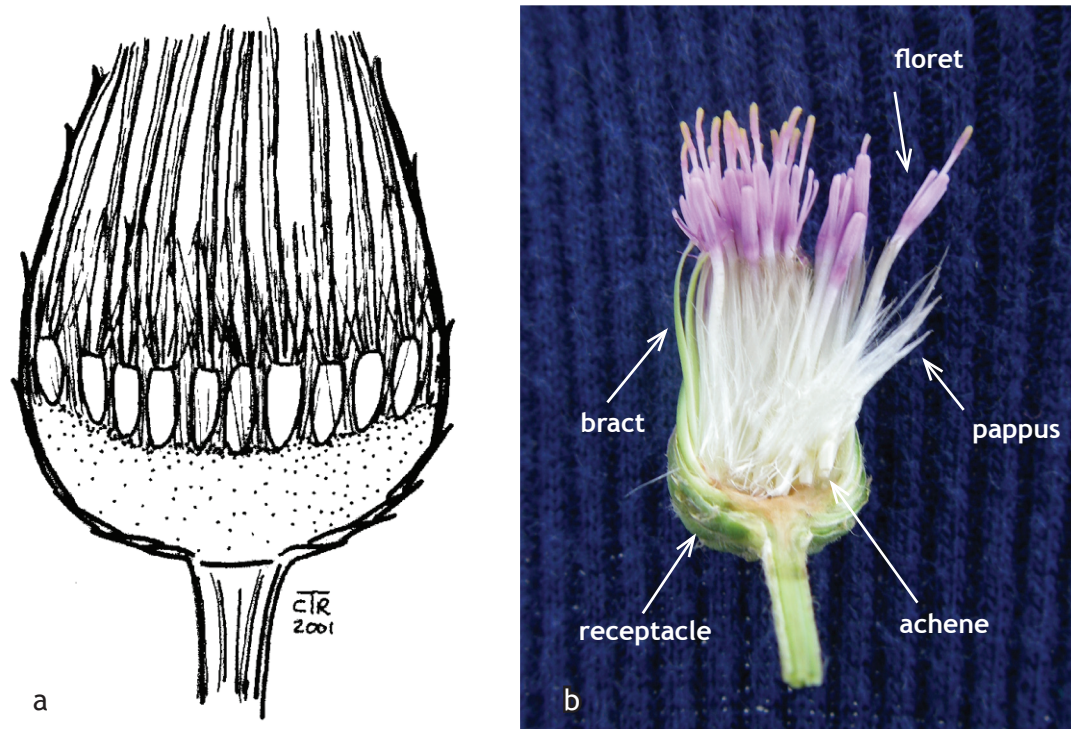 CTR
2001
a
floret
bract
pappus
receptacle
achene
b